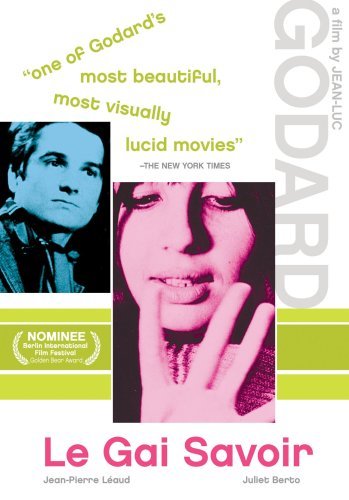 a film by JEAN-LUC
GODARD
"one of Godard's
most beautiful,
most visually
lucid movies"
–THE NEW YORK TIMES
NOMINEE
Berlin International
Film Festival
Golden Bear Award
Le Gai Savoir
Jean-Pierre Léaud
Juliet Berto